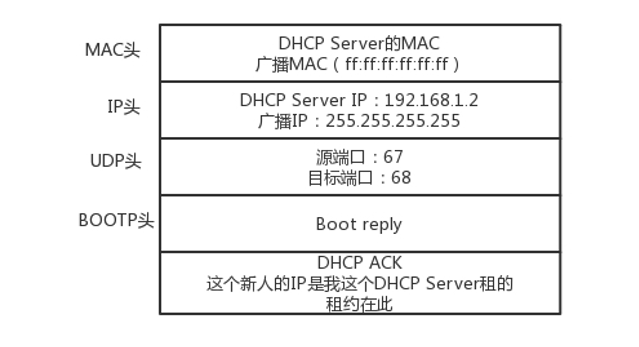 MAC头
DHCP Server的MAC
广播MAC（ff:ff:ff:ff:ff:ff）
IP头
DHCP Server IP：192.168.1.2
广播IP：255.255.255.255
UDP头
源端口：67
目标端口：68
BOOTP头
Boot reply
DHCP ACK
这个新人的IP是我这个DHCP Server租的
租约在此